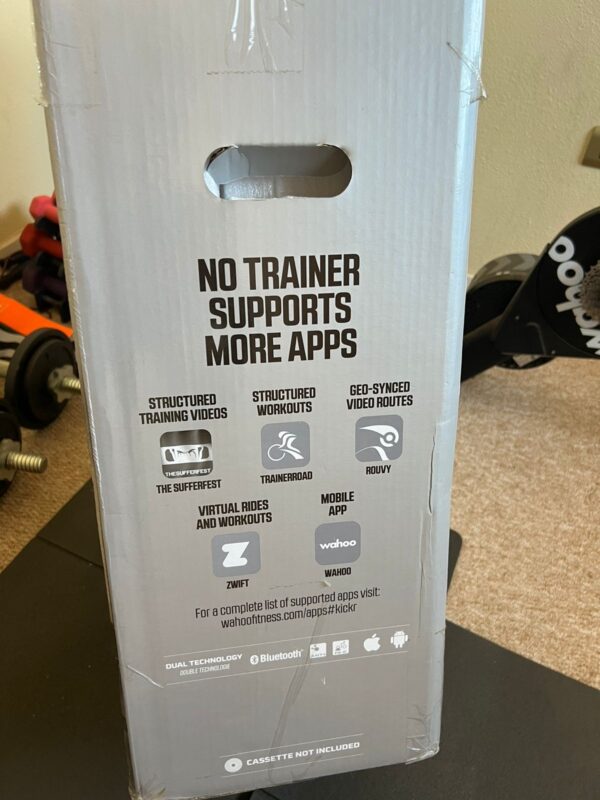 NO TRAINER
SUPPORTS
MORE APPS
STRUCTURED
TRAINING VIDEOS
THESUFFERFEST
THE SUFFERFEST
STRUCTURED
WORKOUTS
TRAINERROAD
GEO-SYNCED
VIDEO ROUTES
ROUVY
VIRTUAL RIDES
AND WORKOUTS
ZWIFT
MOBILE
APP
wahoo
WAHOO
For a complete list of supported apps visit:
wahoofitness.com/apps#kickr
DUAL TECHNOLOGY
DOUBLE TECHNOLOGIE
Bluetooth
CASSETTE NOT INCLUDED
wahoo